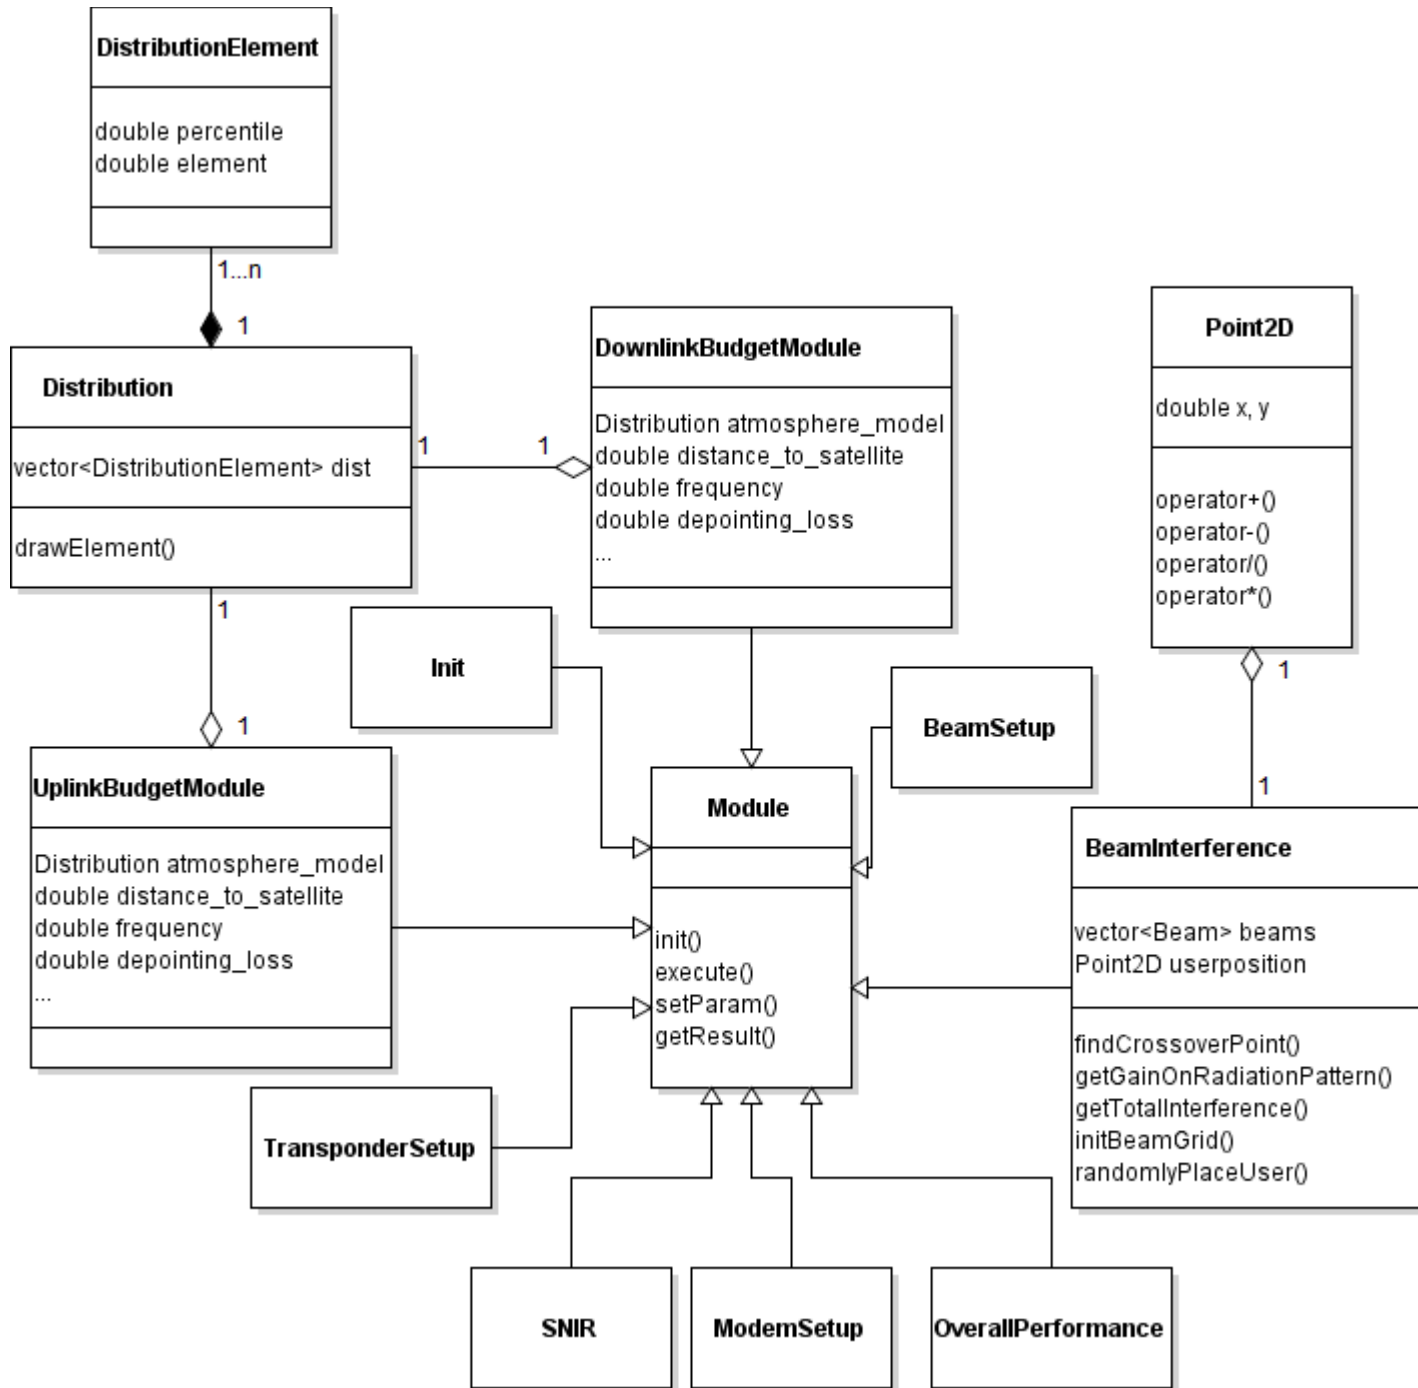 DistributionElement
double percentile
double element
1...n
1
Distribution
vector<DistributionElement> dist
drawElement()
1
1
DownlinkBudgetModule
Distribution atmosphere_model
double distance_to_satellite
double frequency
double depointing_loss
...
Point2D
double x, y
operator+()
operator-()
operator/()
operator*()
1
1
1
1
Init
BeamSetup
UplinkBudgetModule
Distribution atmosphere_model
double distance_to_satellite
double frequency
double depointing_loss
...
Module
init()
execute()
setParam()
getResult()
BeamInterference
vector<Beam> beams
Point2D userposition
findCrossoverPoint()
getGainOnRadiationPattern()
getTotalInterference()
initBeamGrid()
randomlyPlaceUser()
TransponderSetup
SNIR
ModemSetup
OverallPerformance